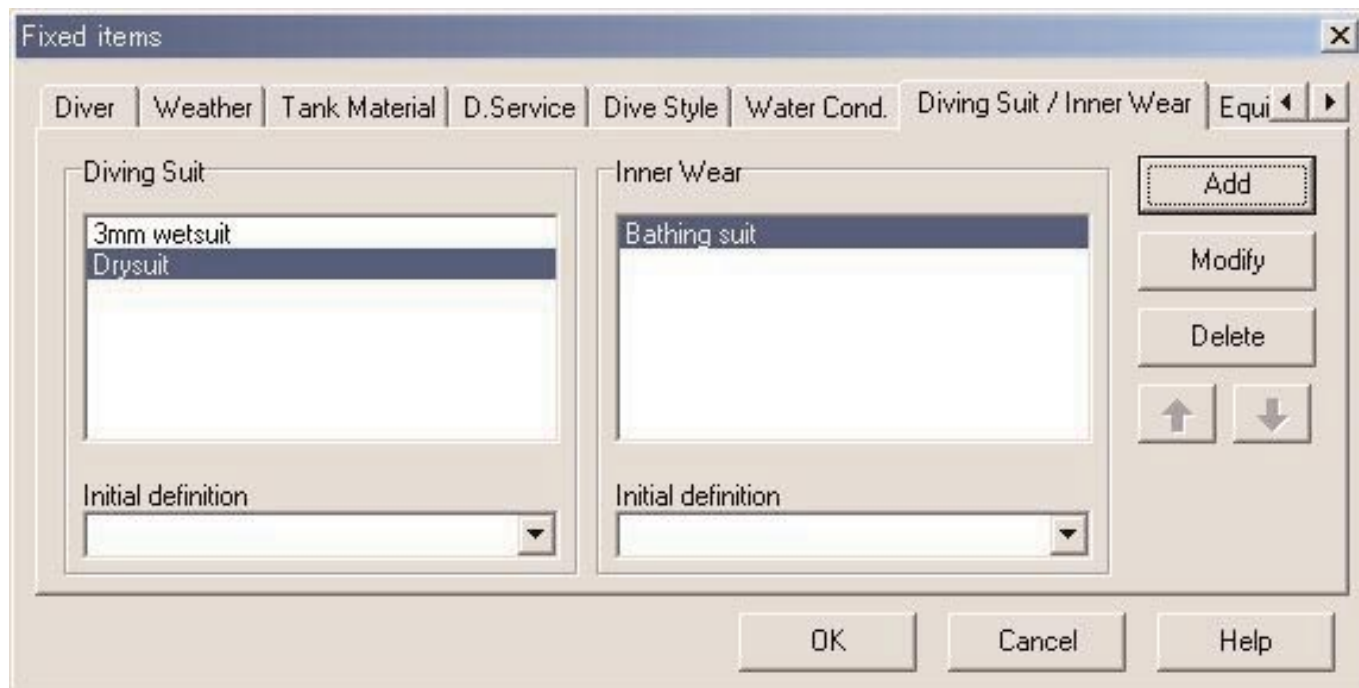 Fixed items
Diver Weather Tank Material D.Service Dive Style Water Cond. Diving Suit / Inner Wear Equi
Diving Suit
3mm wetsuit
Drysuit
Initial definition
Inner Wear
Bathing suit
Initial definition
Add
Modify
Delete
OK Cancel Help